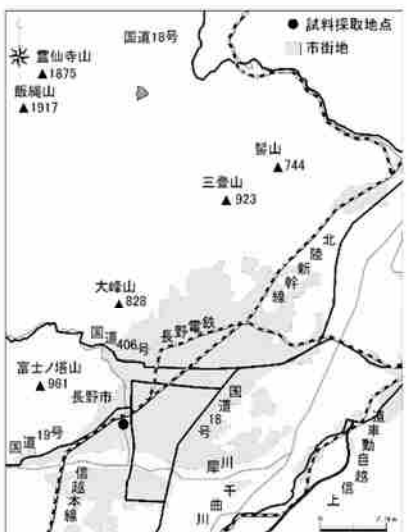 国道18号
● 試料採取地点
市街地
霊仙寺山
▲1875
飯縄山
▲1917
髻山
▲744
三登山
▲923
北陸新幹線
大峰山
▲828
長野電鉄
国道406号
富士ノ塔山
▲981
長野市
国道18号
国道19号
犀川
信越本線
千曲川
上信越自動車道
0